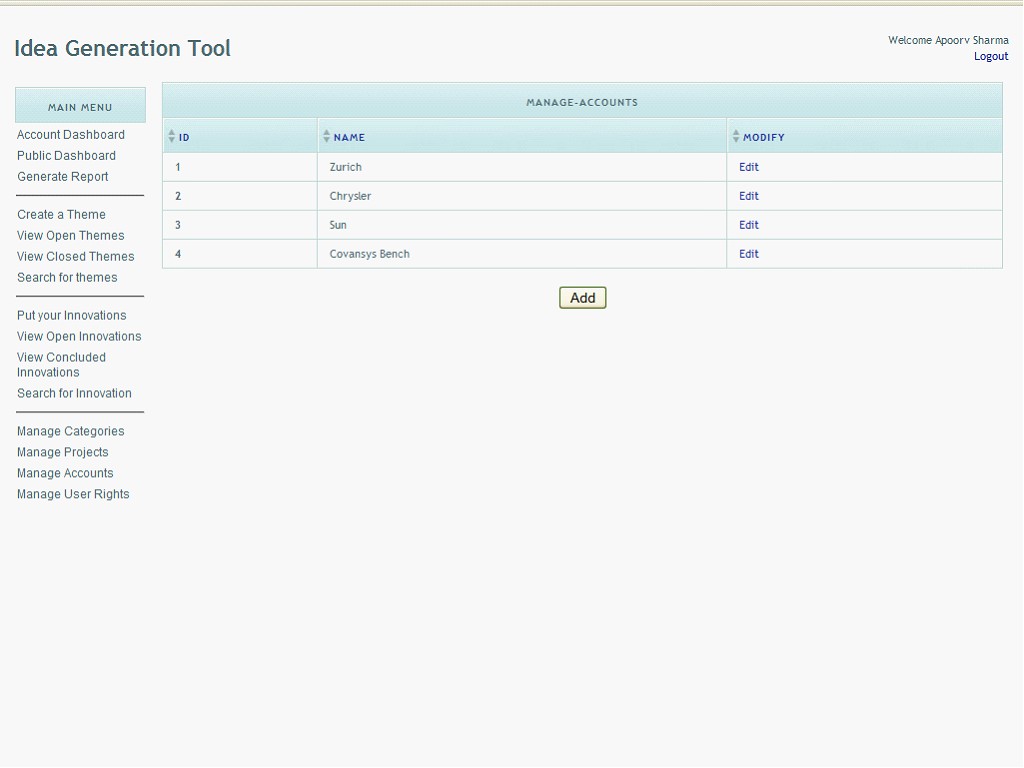 Idea Generation Tool
Welcome Apoorv Sharma
Logout
MAIN MENU
Account Dashboard
Public Dashboard
Generate Report
Create a Theme
View Open Themes
View Closed Themes
Search for themes
Put your Innovations
View Open Innovations
View Concluded
Innovations
Search for Innovation
Manage Categories
Manage Projects
Manage Accounts
Manage User Rights
MANAGE-ACCOUNTS
ID NAME MODIFY
1 Zurich Edit
2 Chrysler Edit
3 Sun Edit
4 Covansys Bench Edit
Add